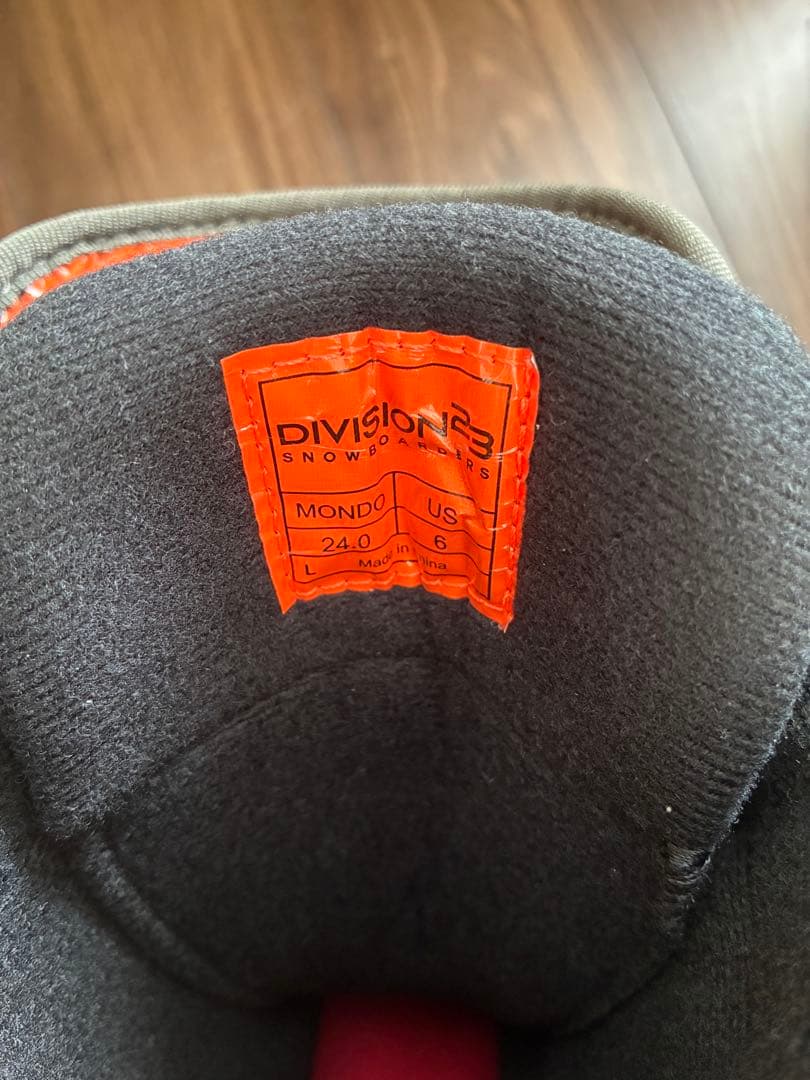 DIVISION23
SNOWBOARDERS
MONDO US
24.0 6
L Made in China